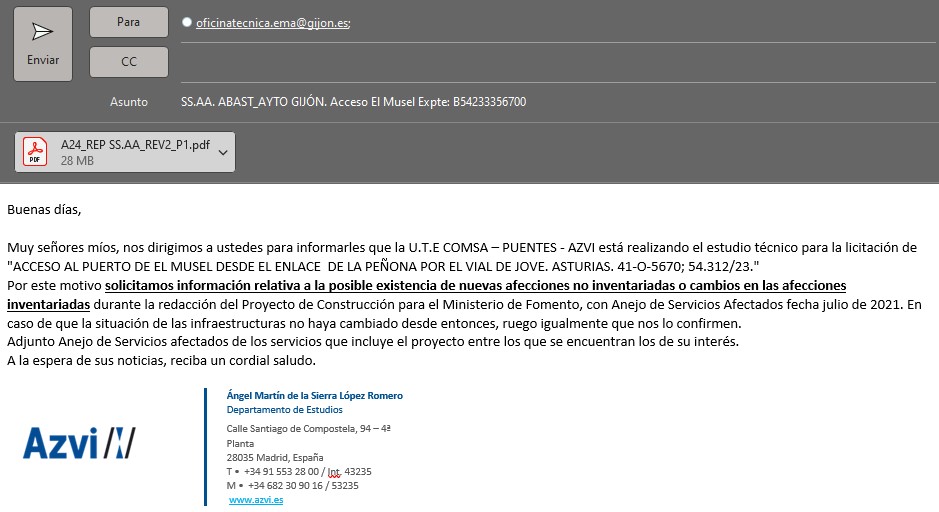 Enviar
Para
oficinatecnica.ema@gijon.es;
CC
Asunto
SS.AA. ABAST_AYTO GIJÓN. Acceso El Musel Expte: B54233356700
PDF
A24_REP SS.AA_REV2_P1.pdf
28 MB
Buenas días,
Muy señores míos, nos dirigimos a ustedes para informarles que la U.T.E COMSA – PUENTES - AZVI está realizando el estudio técnico para la licitación de
"ACCESO AL PUERTO DE EL MUSEL DESDE EL ENLACE  DE LA PEÑONA POR EL VIAL DE JOVE. ASTURIAS. 41-O-5670; 54.312/23."
Por este motivo solicitamos información relativa a la posible existencia de nuevas afecciones no inventariadas o cambios en las afecciones
inventariadas durante la redacción del Proyecto de Construcción para el Ministerio de Fomento, con Anejo de Servicios Afectados fecha julio de 2021. En
caso de que la situación de las infraestructuras no haya cambiado desde entonces, ruego igualmente que nos lo confirmen.
Adjunto Anejo de Servicios afectados de los servicios que incluye el proyecto entre los que se encuentran los de su interés.
A la espera de sus noticias, reciba un cordial saludo.
Azvi
Ángel Martín de la Sierra López Romero
Departamento de Estudios
Calle Santiago de Compostela, 94 – 4ª
Planta
28035 Madrid, España
T • +34 91 553 28 00 / Int. 43235
M • +34 682 30 90 16 / 53235
www.azvi.es